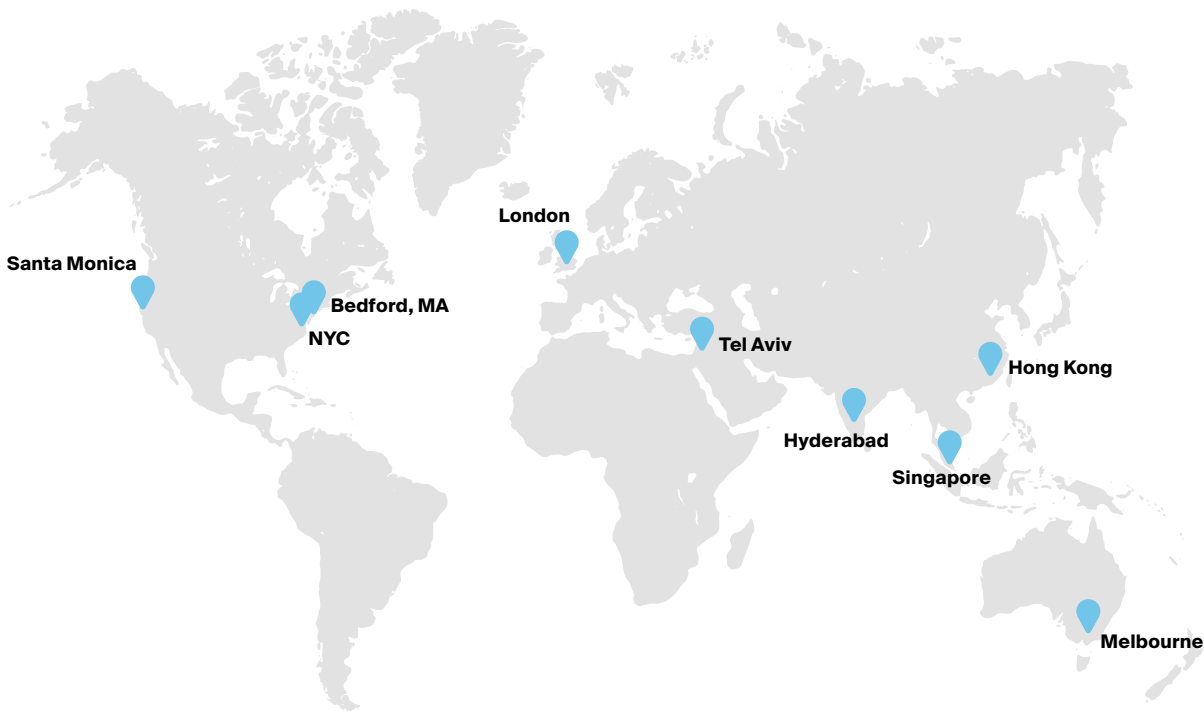 London
Santa Monica
Bedford, MA
NYC
Tel Aviv
Hong Kong
Hyderabad
Singapore
Melbourne